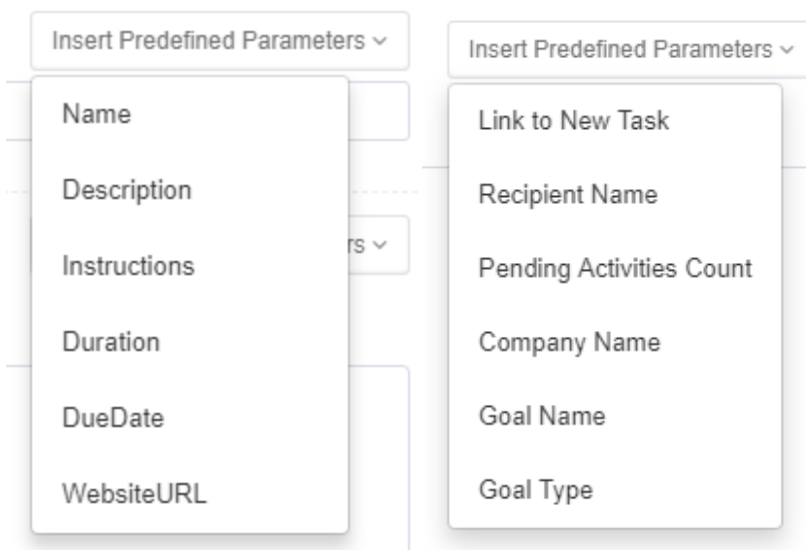 Insert Predefined Parameters
Name
Description
rs
Instructions
Duration
DueDate
WebsiteURL
Insert Predefined Parameters
Link to New Task
Recipient Name
Pending Activities Count
Company Name
Goal Name
Goal Type